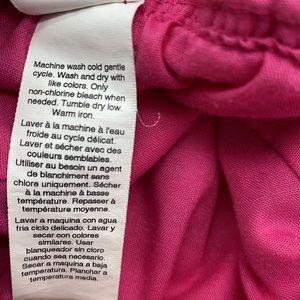 Machine wash cold gentle
cycle. Wash and dry with
like colors. Only
non-chlorine bleach when
needed. Tumble dry low.
Warm iron.
Laver à la machine à l'eau
froide au cycle délicat.
Laver et sécher avec des
couleurs semblables.
Utiliser au besoin un agent
de blanchiment sans
chlore uniquement. Sécher
à la machine à basse
température. Repasser à
température moyenne.
Lavar a maquina con agua
fria ciclo delicado. Lavar y
secar con colores
similares. Usar
blanqueador sin cloro
cuando sea necesario.
Secar a maquina a baja
temperatura. Planchar a
temperatura media.